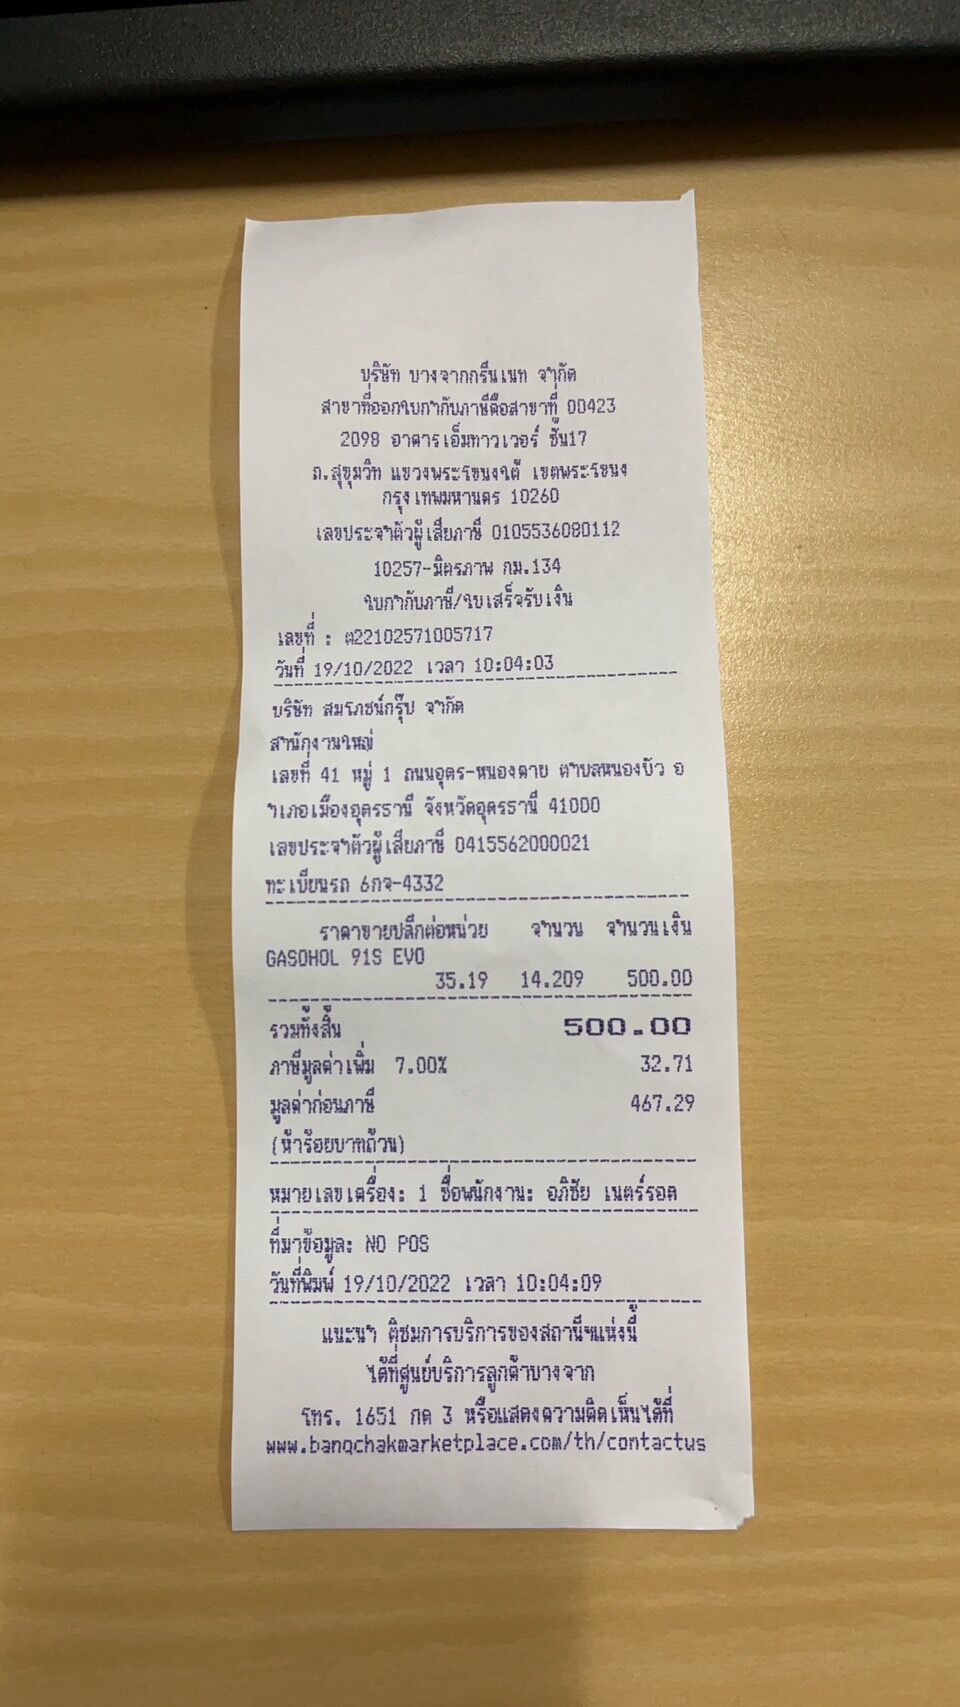 บริษัท บางจากกรีนเนท จำกัด
สาขาที่ออกใบกำกับภาษีคือสาขาที่ 00423
2098 อาคารเอ็มทาวเวอร์ ชั้น17
ถ.สุขุมวิท แขวงพระโขนงใต้ เขตพระโขนง
กรุงเทพมหานคร 10260
เลขประจำตัวผู้เสียภาษี 0105536080112
10257-มิตรภาพ กม.134
ใบกำกับภาษี/ใบเสร็จรับเงิน
เลขที่ : ต22102571005717
วันที่ 19/10/2022 เวลา 10:04:03
บริษัท สมโภชน์กรุ๊ป จำกัด
สำนักงานใหญ่
เลขที่ 41 หมู่ 1 ถนนอุดร-หนองคาย ตำบลหนองบัว อ
ำเภอเมืองอุดรธานี จังหวัดอุดรธานี 41000
เลขประจำตัวผู้เสียภาษี 0415562000021
ทะเบียนรถ 6กจ-4332
ราคาขายปลีกต่อหน่วย จำนวน จำนวนเงิน
GASOHOL 91S EVO
35.19 14.209 500.00
รวมทั้งสิ้น 500.00
ภาษีมูลค่าเพิ่ม 7.00% 32.71
มูลค่าก่อนภาษี 467.29
(ห้าร้อยบาทถ้วน)
หมายเลขเครื่อง: 1 ชื่อพนักงาน: อภิชัย เนตร์รอด
ที่มาข้อมูล: NO POS
วันที่พิมพ์ 19/10/2022 เวลา 10:04:09
แนะนำ ติชมการบริการของสถานีฯแห่งนี้
ได้ที่ศูนย์บริการลูกค้าบางจาก
โทร. 1651 กด 3 หรือแสดงความคิดเห็นได้ที่
www.bangchakmarketplace.com/th/contactus